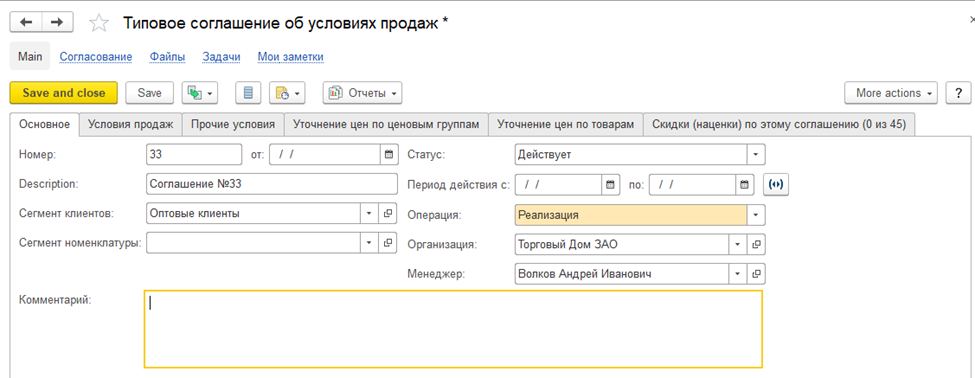 Типовое соглашение об условиях продаж *
Main Согласование Файлы Задачи Мои заметки
Save and close Save Отчеты More actions ?
Основное Условия продаж Прочие условия Уточнение цен по ценовым группам Уточнение цен по товарам Скидки (наценки) по этому соглашению (0 из 45)
Номер: 33 от: / / Статус: Действует
Description: Соглашение №33 Период действия с: / / по: / /
Сегмент клиентов: Оптовые клиенты Операция: Реализация
Сегмент номенклатуры: Организация: Торговый Дом ЗАО
Менеджер: Волков Андрей Иванович
Комментарий: